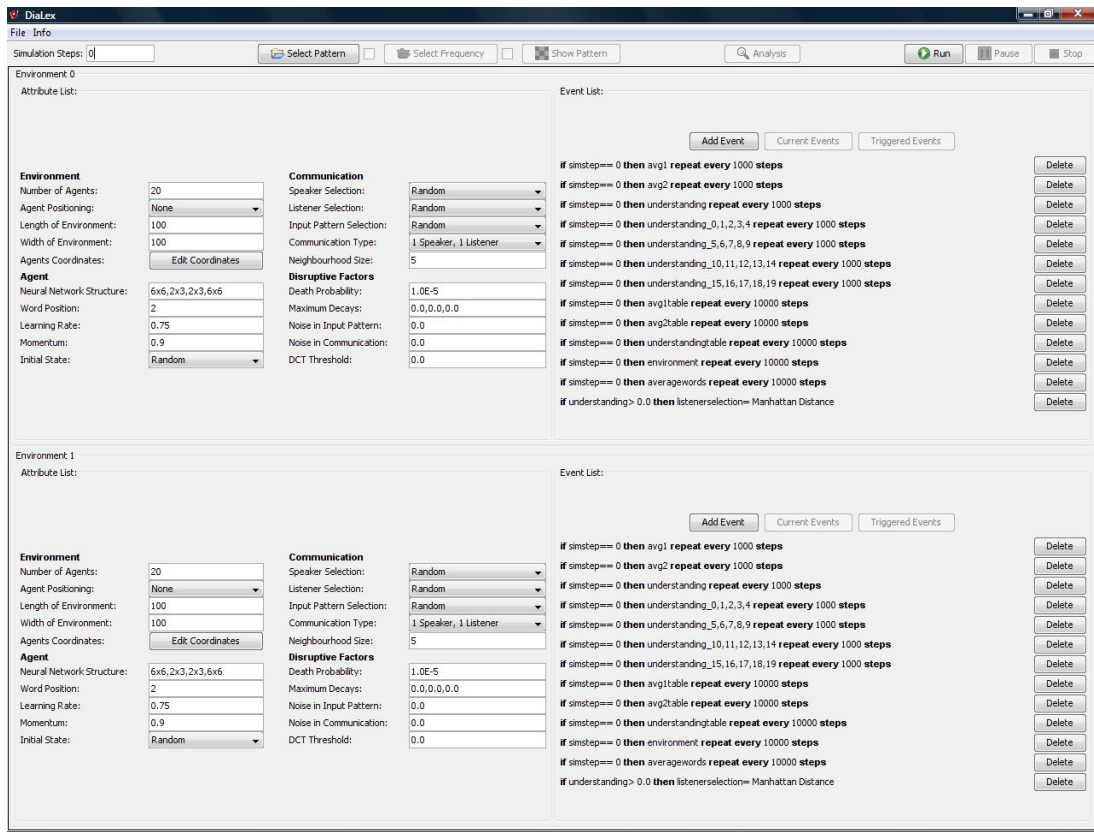 DiaLex
File Info
Simulation Steps: 0 Select Pattern Select Frequency Show Pattern Analysis Run Pause Stop
Environment 0
Attribute List: Event List:
Add Event Current Events Triggered Events
if simstep== 0 then avg1 repeat every 1000 steps Delete
Environment Communication
Number of Agents: 20 Speaker Selection: Random if simstep== 0 then avg2 repeat every 1000 steps Delete
Agent Positioning: None Listener Selection: Random if simstep== 0 then understanding repeat every 1000 steps Delete
Length of Environment: 100 Input Pattern Selection: Random if simstep== 0 then understanding_0,1,2,3,4 repeat every 1000 steps Delete
Width of Environment: 100 Communication Type: 1 Speaker, 1 Listener if simstep== 0 then understanding_5,6,7,8,9 repeat every 1000 steps Delete
Agents Coordinates: Edit Coordinates Neighbourhood Size: 5 if simstep== 0 then understanding_10,11,12,13,14 repeat every 1000 steps Delete
Agent Disruptive Factors
Neural Network Structure: 6x6,2x3,2x3,6x6 Death Probability: 1.0E-5 if simstep== 0 then understanding_15,16,17,18,19 repeat every 1000 steps Delete
Word Position: 2 Maximum Decays: 0.0,0.0,0.0 if simstep== 0 then avg1table repeat every 10000 steps Delete
Learning Rate: 0.75 Noise in Input Pattern: 0.0 if simstep== 0 then avg2table repeat every 10000 steps Delete
Momentum: 0.9 Noise in Communication: 0.0 if simstep== 0 then understandingtable repeat every 10000 steps Delete
Initial State: Random DCT Threshold: 0.0 if simstep== 0 then environment repeat every 10000 steps Delete
if simstep== 0 then averagewords repeat every 10000 steps Delete
if understanding> 0.0 then listenerselection= Manhattan Distance Delete
Environment 1
Attribute List: Event List:
Add Event Current Events Triggered Events
if simstep== 0 then avg1 repeat every 1000 steps Delete
Environment Communication
Number of Agents: 20 Speaker Selection: Random if simstep== 0 then avg2 repeat every 1000 steps Delete
Agent Positioning: None Listener Selection: Random if simstep== 0 then understanding repeat every 1000 steps Delete
Length of Environment: 100 Input Pattern Selection: Random if simstep== 0 then understanding_0,1,2,3,4 repeat every 1000 steps Delete
Width of Environment: 100 Communication Type: 1 Speaker, 1 Listener if simstep== 0 then understanding_5,6,7,8,9 repeat every 1000 steps Delete
Agents Coordinates: Edit Coordinates Neighbourhood Size: 5 if simstep== 0 then understanding_10,11,12,13,14 repeat every 1000 steps Delete
Agent Disruptive Factors
Neural Network Structure: 6x6,2x3,2x3,6x6 Death Probability: 1.0E-5 if simstep== 0 then understanding_15,16,17,18,19 repeat every 1000 steps Delete
Word Position: 2 Maximum Decays: 0.0,0.0,0.0 if simstep== 0 then avg1table repeat every 10000 steps Delete
Learning Rate: 0.75 Noise in Input Pattern: 0.0 if simstep== 0 then avg2table repeat every 10000 steps Delete
Momentum: 0.9 Noise in Communication: 0.0 if simstep== 0 then understandingtable repeat every 10000 steps Delete
Initial State: Random DCT Threshold: 0.0 if simstep== 0 then environment repeat every 10000 steps Delete
if simstep== 0 then averagewords repeat every 10000 steps Delete
if understanding> 0.0 then listenerselection= Manhattan Distance Delete